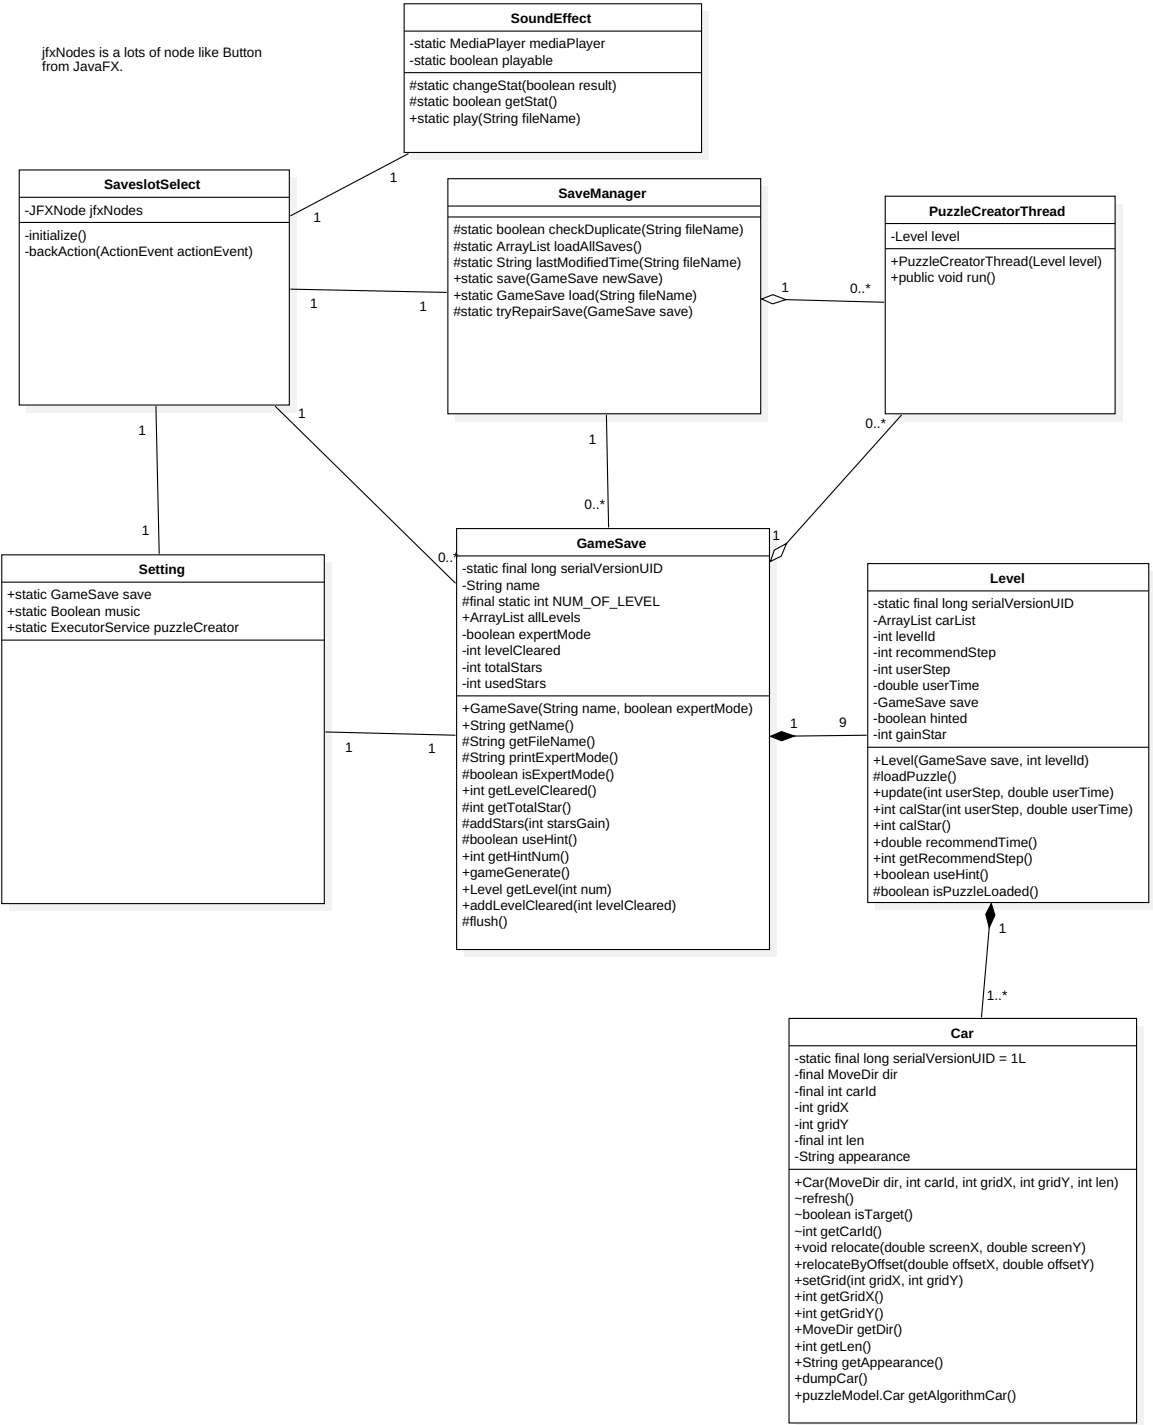 jfxNodes is a lots of node like Button
from JavaFX.
SoundEffect
-static MediaPlayer mediaPlayer
-static boolean playable
#static changeStat(boolean result)
#static boolean getStat()
+static play(String fileName)
1
1
SaveslotSelect
-JFXNode jfxNodes
-initialize()
-backAction(ActionEvent actionEvent)
1
1
SaveManager
#static boolean checkDuplicate(String fileName)
#static ArrayList loadAllSaves()
#static String lastModifiedTime(String fileName)
+static save(GameSave newSave)
+static GameSave load(String fileName)
#static tryRepairSave(GameSave save)
1
0..*
PuzzleCreatorThread
-Level level
+PuzzleCreatorThread(Level level)
+public void run()
1
1
1
0..*
1
0..*
0..*
1
Setting
+static GameSave save
+static Boolean music
+static ExecutorService puzzleCreator
1
1
GameSave
-static final long serialVersionUID
-String name
#final static int NUM_OF_LEVEL
+ArrayList allLevels
-boolean expertMode
-int levelCleared
-int totalStars
-int usedStars
+GameSave(String name, boolean expertMode)
+String getName()
#String getFileName()
#String printExpertMode()
#boolean isExpertMode()
+int getLevelCleared()
#int getTotalStar()
#addStars(int starsGain)
#boolean useHint()
+int getHintNum()
+gameGenerate()
+Level getLevel(int num)
+addLevelCleared(int levelCleared)
#flush()
1
9
Level
-static final long serialVersionUID
-ArrayList carList
-int levelId
-int recommendStep
-int userStep
-double userTime
-GameSave save
-boolean hinted
-int gainStar
+Level(GameSave save, int levelId)
#loadPuzzle()
+update(int userStep, double userTime)
+int calStar(int userStep, double userTime)
+int calStar()
+double recommendTime()
+int getRecommendStep()
+boolean useHint()
#boolean isPuzzleLoaded()
1
1..*
Car
-static final long serialVersionUID = 1L
-final MoveDir dir
-final int carId
-int gridX
-int gridY
-final int len
-String appearance
+Car(MoveDir dir, int carId, int gridX, int gridY, int len)
~refresh()
~boolean isTarget()
~int getCarId()
+void relocate(double screenX, double screenY)
+relocateByOffset(double offsetX, double offsetY)
+setGrid(int gridX, int gridY)
+int getGridX()
+int getGridY()
+MoveDir getDir()
+int getLen()
+String getAppearance()
+dumpCar()
+puzzleModel.Car getAlgorithmCar()